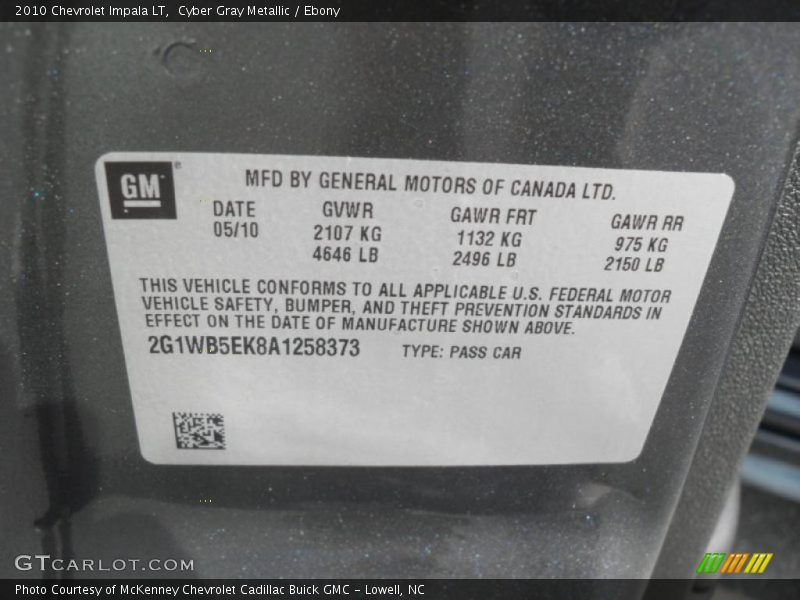 2010 Chevrolet Impala LT, Cyber Gray Metallic / Ebony
GM
MFD BY GENERAL MOTORS OF CANADA LTD.
DATE GVWR GAWR FRT GAWR RR
05/10 2107 KG 1132 KG 975 KG
4646 LB 2496 LB 2150 LB
THIS VEHICLE CONFORMS TO ALL APPLICABLE U.S. FEDERAL MOTOR
VEHICLE SAFETY, BUMPER, AND THEFT PREVENTION STANDARDS IN
EFFECT ON THE DATE OF MANUFACTURE SHOWN ABOVE.
2G1WB5EK8A1258373 TYPE: PASS CAR
GTCARLOT.COM
Photo Courtesy of McKenney Chevrolet Cadillac Buick GMC - Lowell, NC